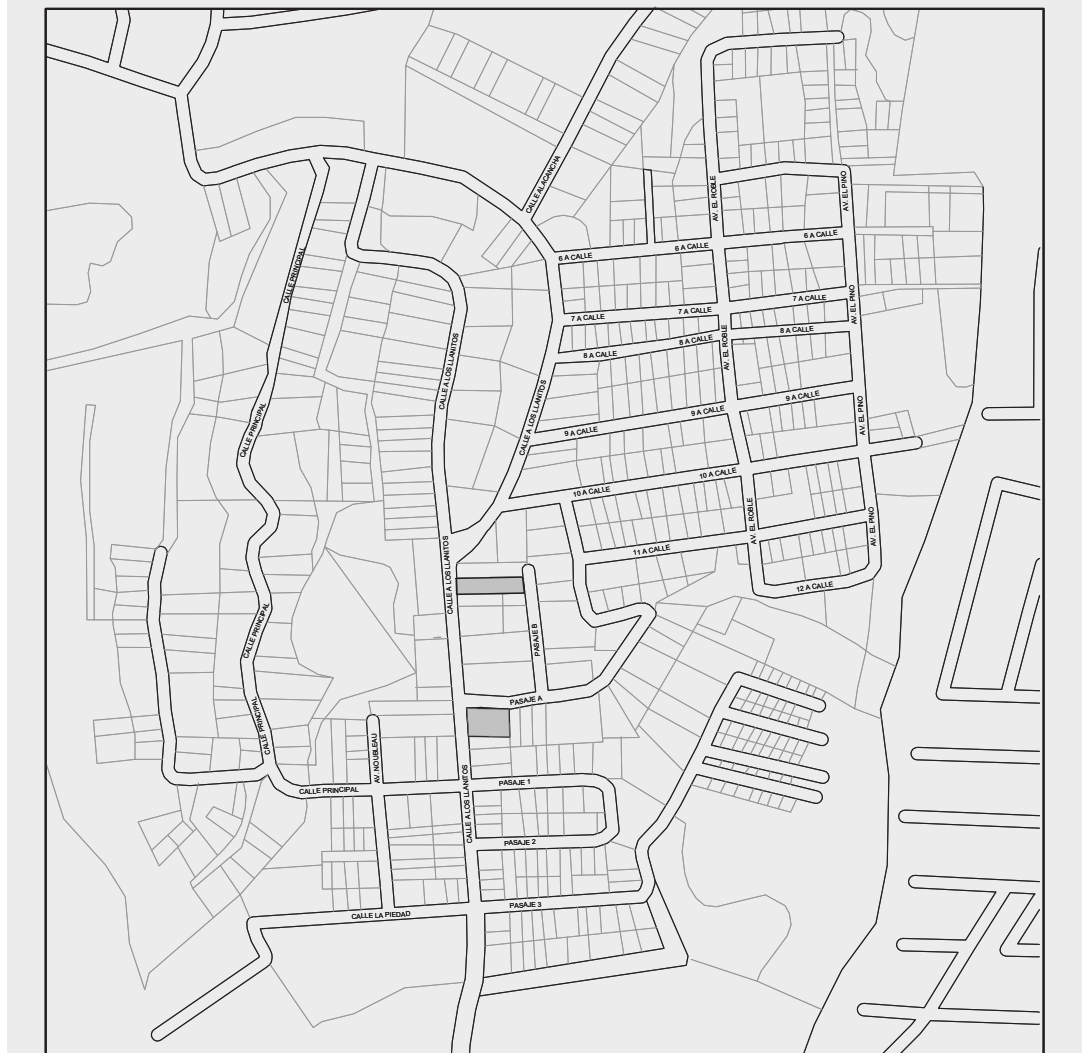 CALLE ALACANCHA
AV. EL ROBLE
AV. EL PINO
6 A CALLE
6 A CALLE
6 A CALLE
CALLE PRINCIPAL
7 A CALLE
AV. EL PINO
7 A CALLE
7 A CALLE
8 A CALLE
8 A CALLE
8 A CALLE
AV. EL ROBLE
CALLE A LOS LLANITOS
CALLE A LOS LLANITOS
9 A CALLE
9 A CALLE
9 A CALLE
AV. EL PINO
CALLE PRINCIPAL
10 A CALLE
10 A CALLE
AV. EL ROBLE
AV. EL PINO
11 A CALLE
CALLE A LOS LLANITOS
12 A CALLE
CALLE PRINCIPAL
PASAJE B
PASAJE A
CALLE PRINCIPAL
AV. NOUBLEAU
CALLE PRINCIPAL
CALLE A LOS LLANITOS
PASAJE 1
PASAJE 2
PASAJE 3
CALLE LA PIEDAD